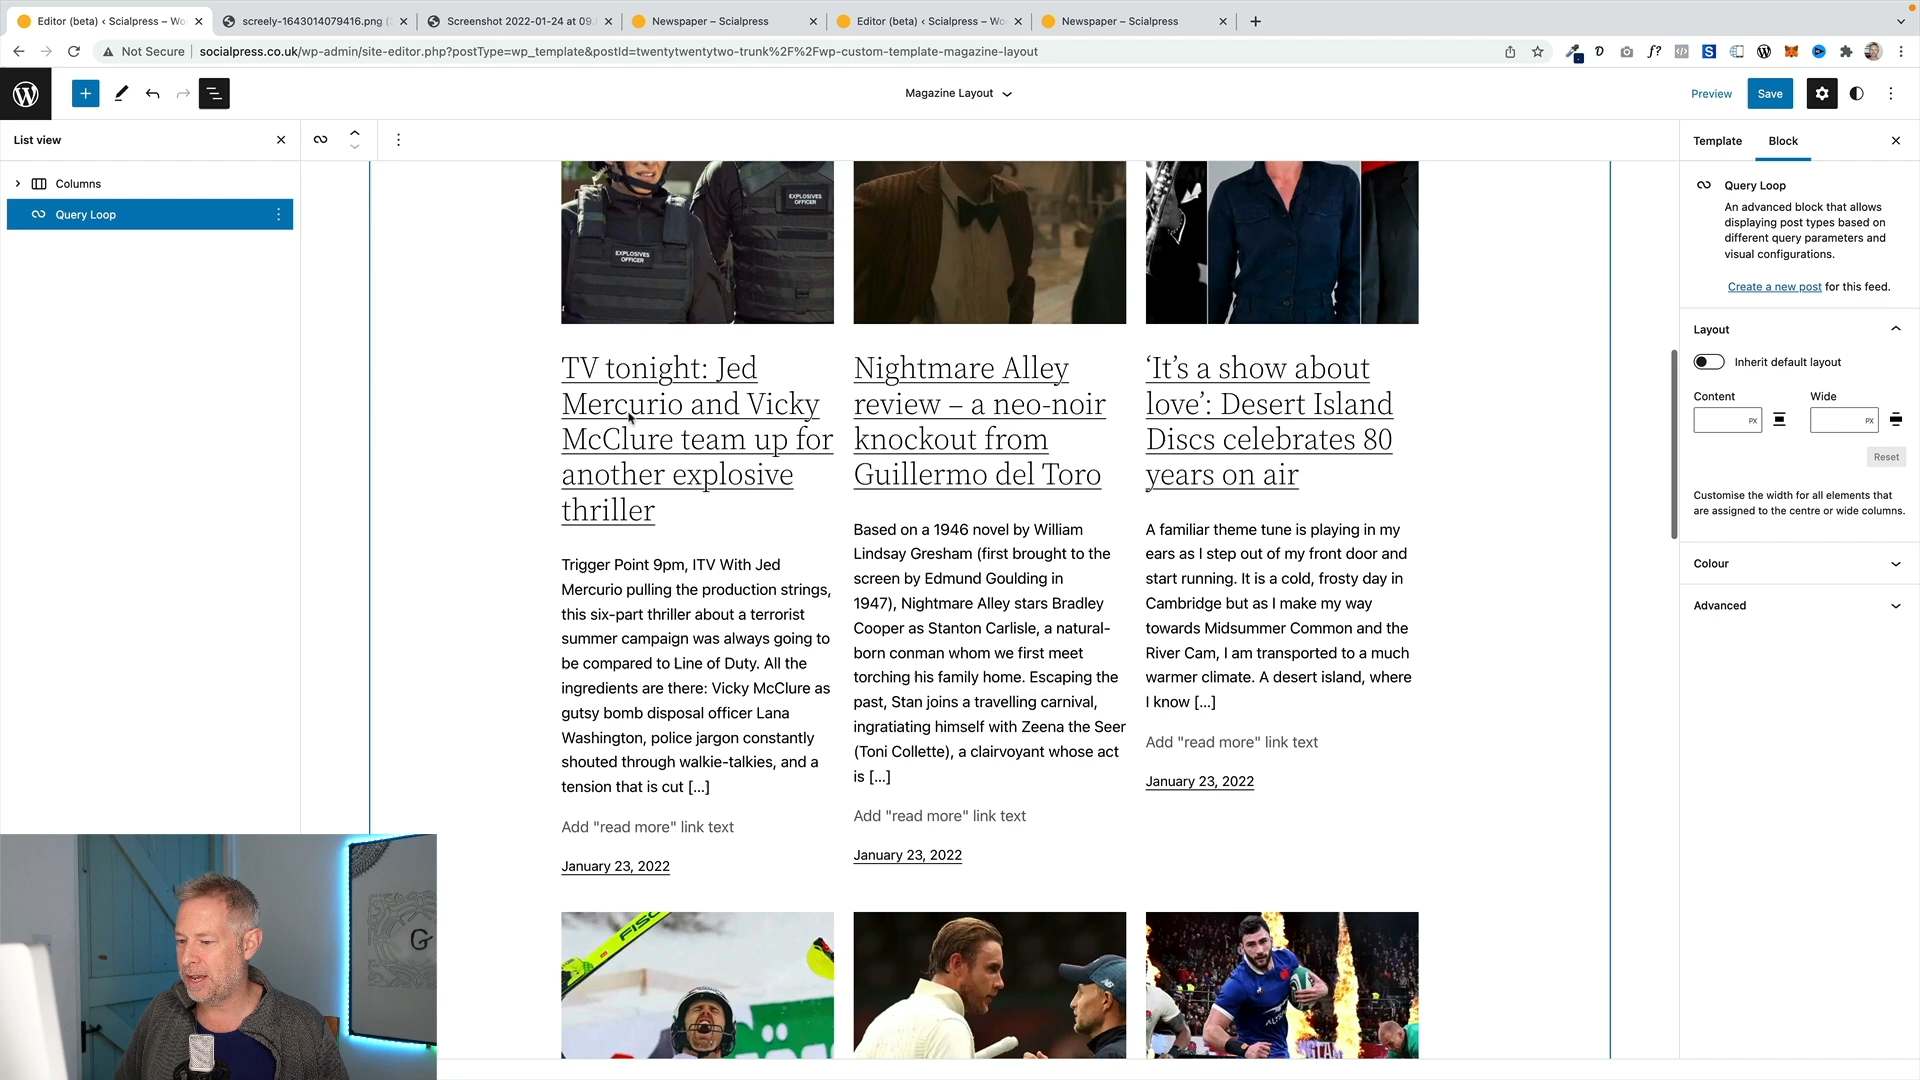 Editor (beta) ‹ Scialpress — Wo
screely-1643014079416.png (
Screenshot 2022-01-24 at 09.
Newspaper – Scialpress
Editor (beta) ‹ Scialpress — Wo
Newspaper – Scialpress
Not Secure
socialpress.co.uk/wp-admin/site-editor.php?postType=wp_template&postId=twentytwentytwo-trunk%2F%2Fwp-custom-template-magazine-layout
Magazine Layout
Preview
Save
List view
Columns
Query Loop
EXPLOSIVES
OFFICER
EXPLOSIVES
OFFICER
TV tonight: Jed
Mercurio and Vicky
McClure team up for
another explosive
thriller
Trigger Point 9pm, ITV With Jed
Mercurio pulling the production strings,
this six-part thriller about a terrorist
summer campaign was always going to
be compared to Line of Duty. All the
ingredients are there: Vicky McClure as
gutsy bomb disposal officer Lana
Washington, police jargon constantly
shouted through walkie-talkies, and a
tension that is cut […]
Add "read more" link text
January 23, 2022
Nightmare Alley
review – a neo-noir
knockout from
Guillermo del Toro
Based on a 1946 novel by William
Lindsay Gresham (first brought to the
screen by Edmund Goulding in
1947), Nightmare Alley stars Bradley
Cooper as Stanton Carlisle, a natural-
born conman whom we first meet
torching his family home. Escaping the
past, Stan joins a travelling carnival,
ingratiating himself with Zeena the Seer
(Toni Collette), a clairvoyant whose act
is […]
Add "read more" link text
January 23, 2022
‘It’s a show about
love’: Desert Island
Discs celebrates 80
years on air
A familiar theme tune is playing in my
ears as I step out of my front door and
start running. It is a cold, frosty day in
Cambridge but as I make my way
towards Midsummer Common and the
River Cam, I am transported to a much
warmer climate. A desert island, where
I know […]
Add "read more" link text
January 23, 2022
FISC
Template
Block
Query Loop
An advanced block that allows
displaying post types based on
different query parameters and
visual configurations.
Create a new post for this feed.
Layout
Inherit default layout
Content
Wide
PX
PX
Reset
Customise the width for all elements that
are assigned to the centre or wide columns.
Colour
Advanced
G